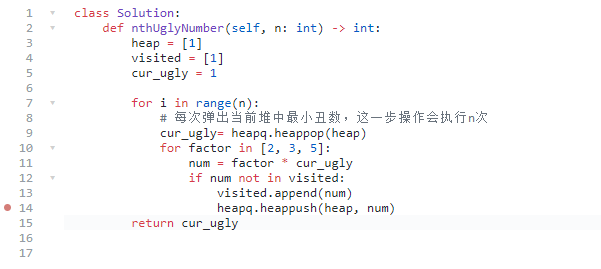 1 class Solution:
2     def nthUglyNumber(self, n: int) -> int:
3         heap = [1]
4         visited = [1]
5         cur_ugly = 1
6
7         for i in range(n):
8             # 每次弹出当前堆中最小丑数，这一步操作会执行n次
9             cur_ugly= heapq.heappop(heap)
10             for factor in [2, 3, 5]:
11                 num = factor * cur_ugly
12                 if num not in visited:
13                     visited.append(num)
14                     heapq.heappush(heap, num)
15         return cur_ugly
16
17